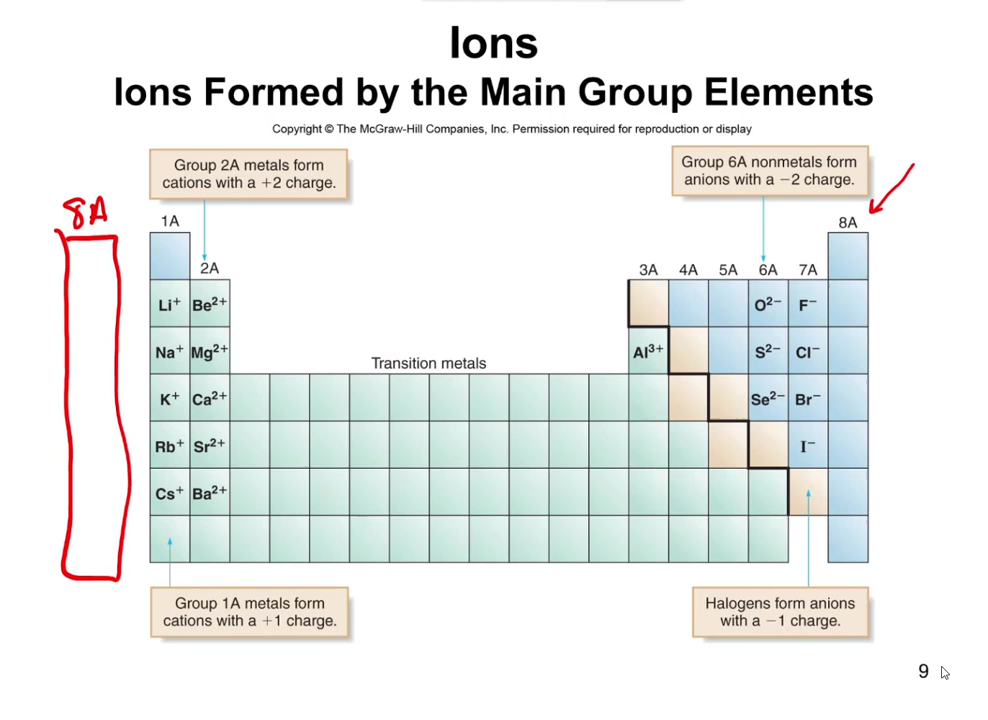 Ions
Ions Formed by the Main Group Elements
Copyright © The McGraw-Hill Companies, Inc. Permission required for reproduction or display
Group 2A metals form
cations with a +2 charge.
Group 6A nonmetals form
anions with a −2 charge.
8A
1A
8A
2A
3A 4A 5A 6A 7A
Li⁺ Be²⁺ O²⁻ F⁻
Na⁺ Mg²⁺ Al³⁺ S²⁻ Cl⁻
Transition metals
K⁺ Ca²⁺ Se²⁻ Br⁻
Rb⁺ Sr²⁺ I⁻
Cs⁺ Ba²⁺
Group 1A metals form
cations with a +1 charge.
Halogens form anions
with a −1 charge.
9